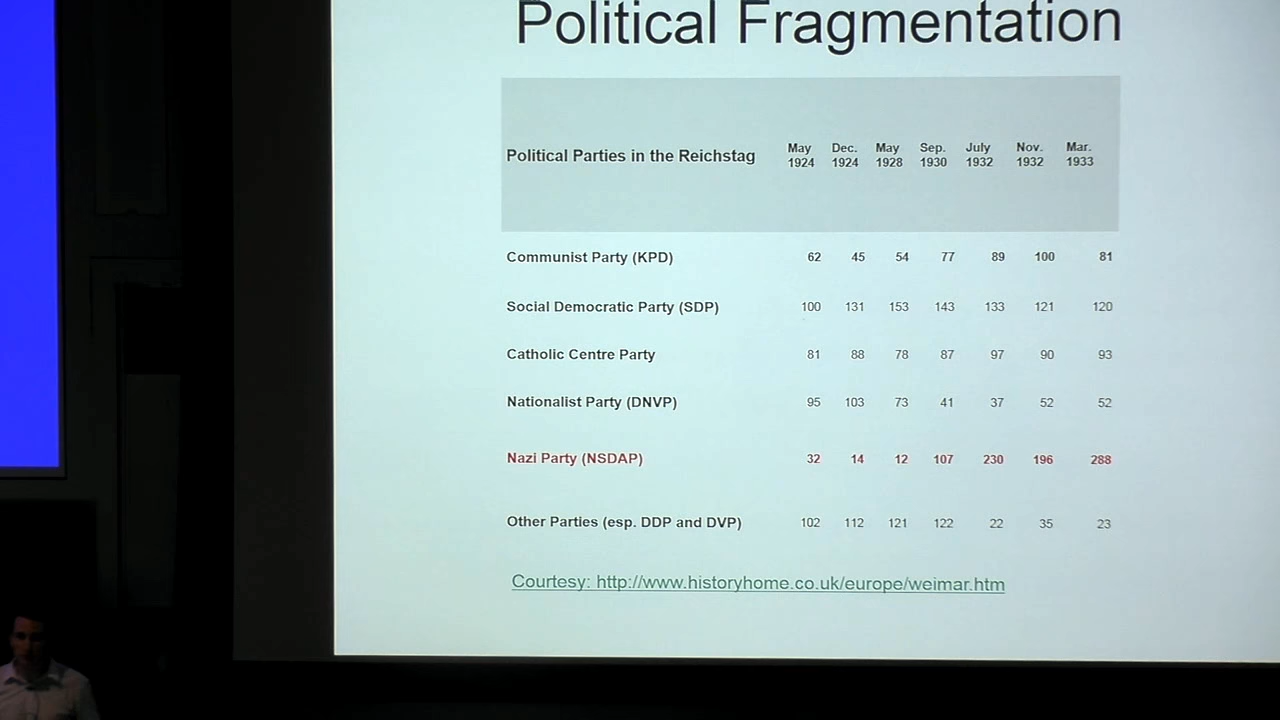 Political Fragmentation
Political Parties in the Reichstag May 1924 Dec. 1924 May 1928 Sep. 1930 July 1932 Nov. 1932 Mar. 1933
Communist Party (KPD) 62 45 54 77 89 100 81
Social Democratic Party (SDP) 100 131 153 143 133 121 120
Catholic Centre Party 81 88 78 87 97 90 93
Nationalist Party (DNVP) 95 103 73 41 37 52 52
Nazi Party (NSDAP) 32 14 12 107 230 196 288
Other Parties (esp. DDP and DVP) 102 112 121 122 22 35 23
Courtesy: http://www.historyhome.co.uk/europe/weimar.htm